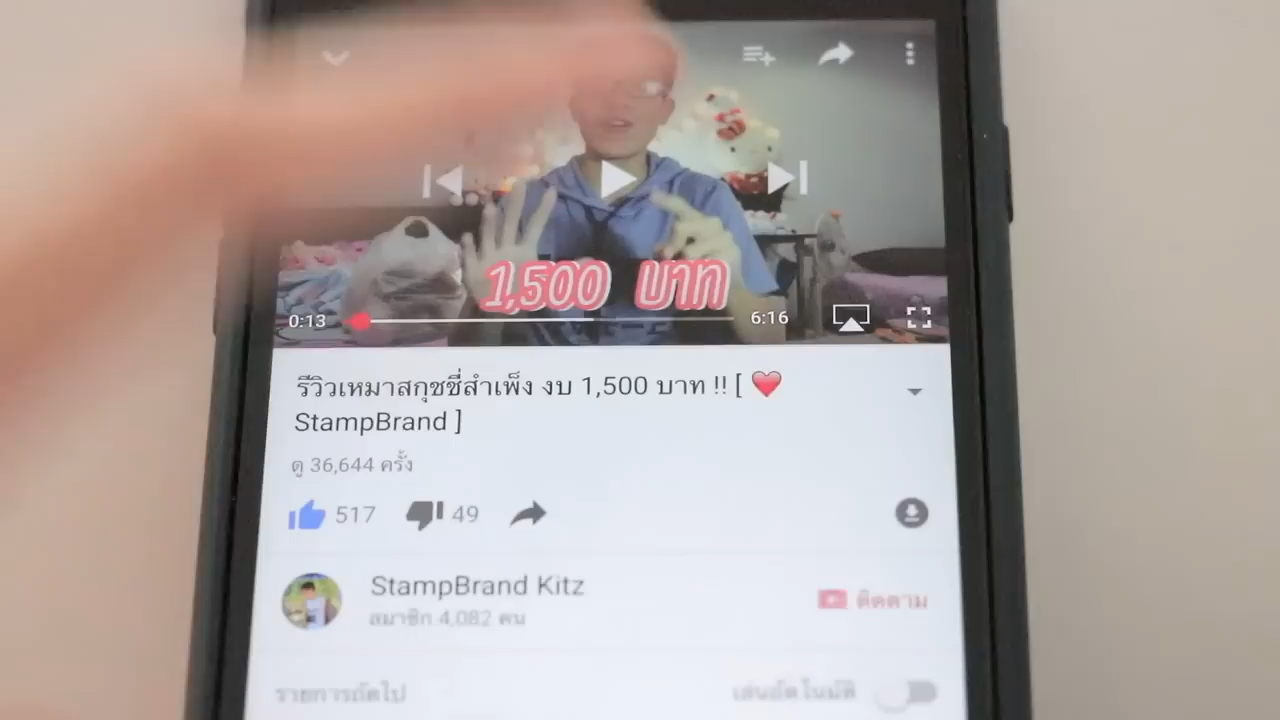 1,500 บาท
0:13
6:16
รีวิวเหมาสกุชชี่สำเพ็ง งบ 1,500 บาท !! [ ❤️
StampBrand ]
ดู 36,644 ครั้ง
517
49
StampBrand Kitz
ติดตาม
สมาชิก 4,082 คน
รายการถัดไป
เล่นอัตโนมัติ